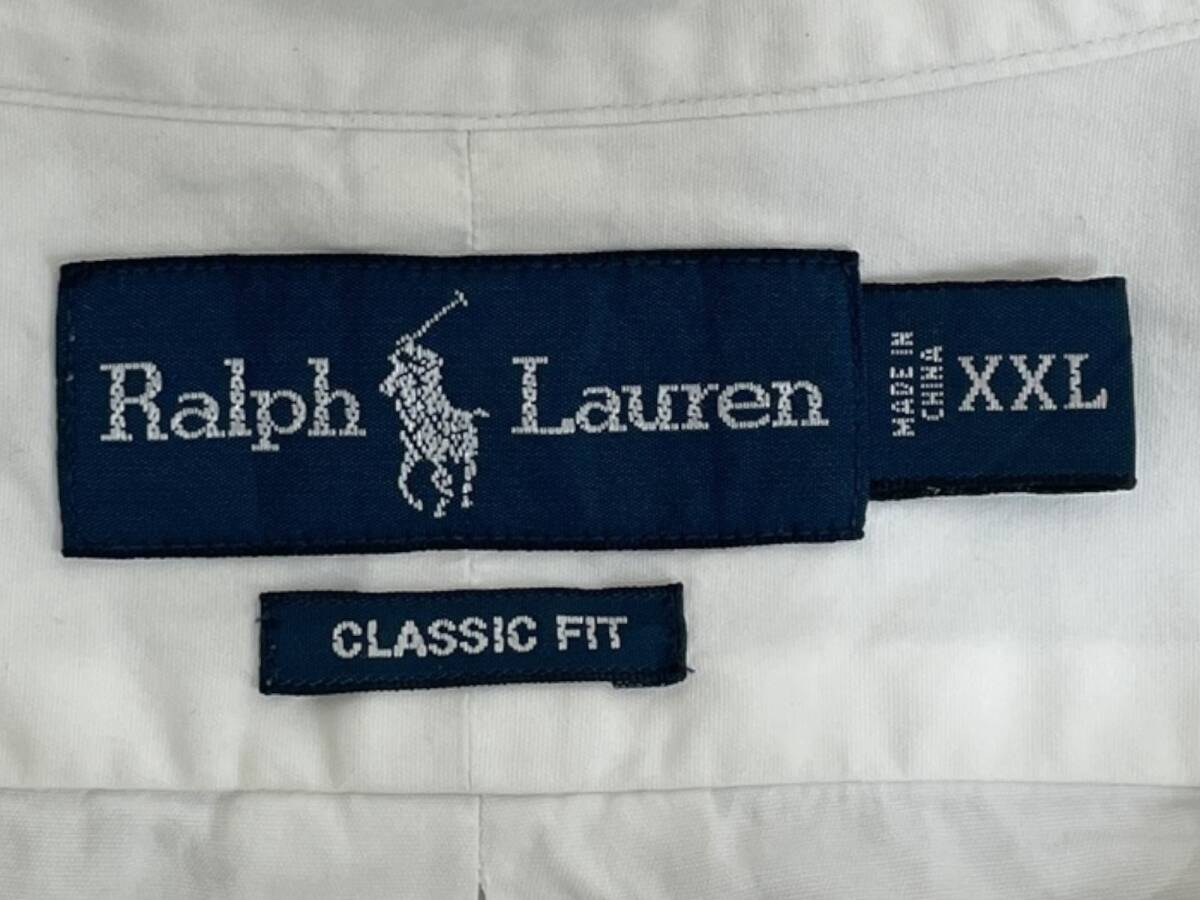 Ralph Lauren
MADE IN
CHINA
XXL
CLASSIC FIT